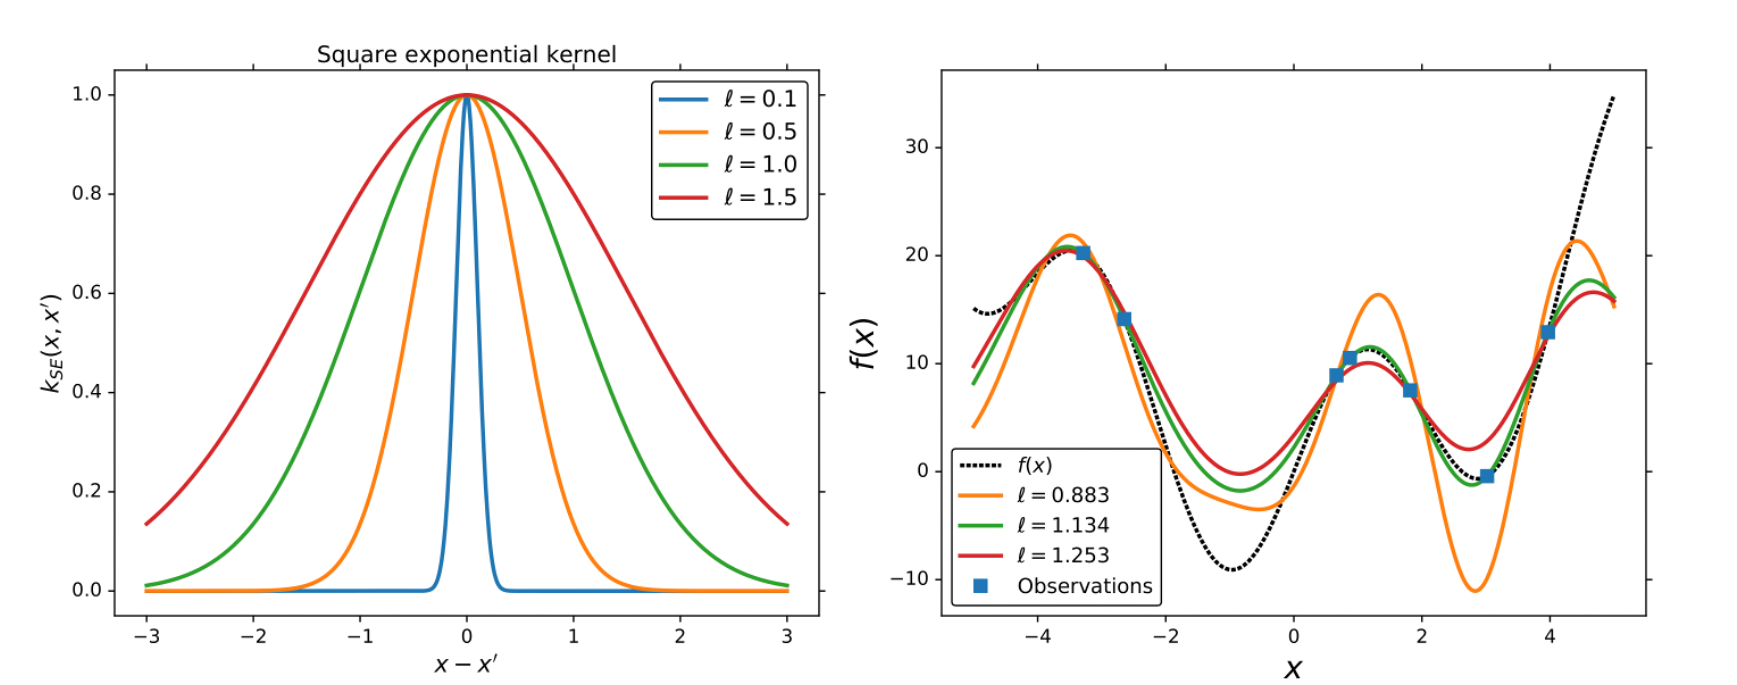 Square exponential kernel
1.0
0.8
0.6
0.4
0.2
0.0
k_{SE}(x, x′)
ℓ = 0.1
ℓ = 0.5
ℓ = 1.0
ℓ = 1.5
−3 −2 −1 0 1 2 3
x − x′
30
20
10
0
−10
f(x)
f(x)
ℓ = 0.883
ℓ = 1.134
ℓ = 1.253
Observations
−4 −2 0 2 4
x